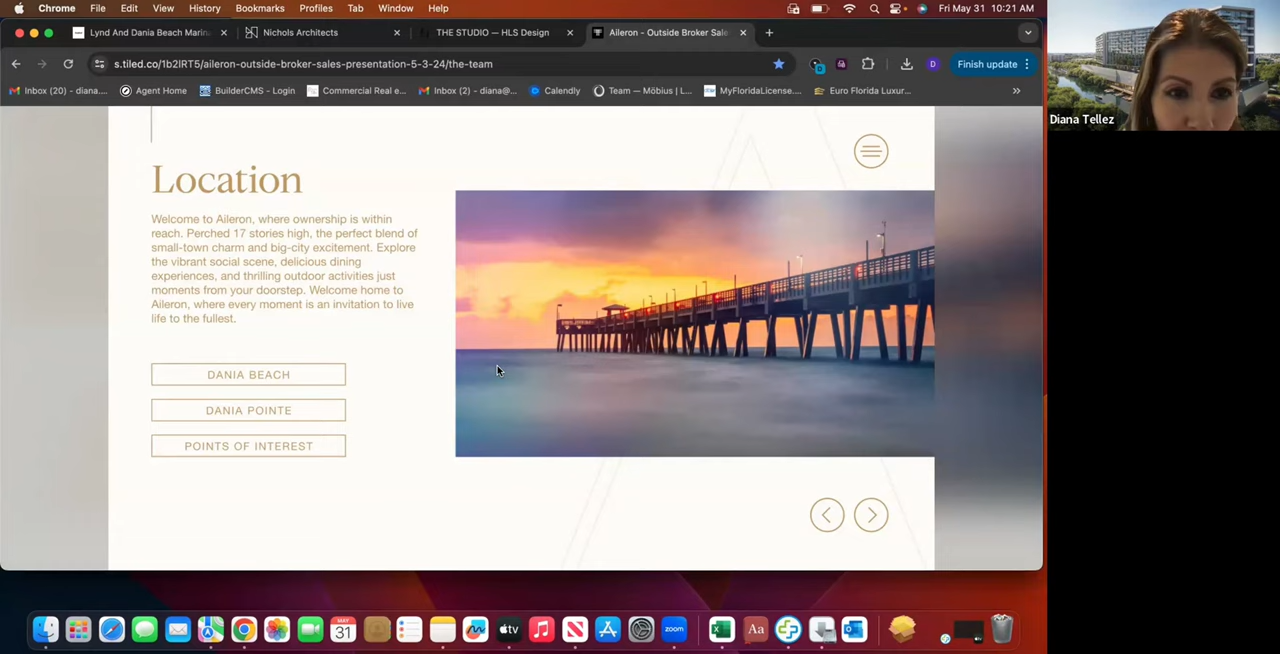 Chrome File Edit View History Bookmarks Profiles Tab Window Help Fri May 31 10:21 AM
Lynd And Dania Beach Marin Nichols Architects THE STUDIO — HLS Design Aileron - Outside Broker Sale
s.tiled.co/1b2IRT5/aileron-outside-broker-sales-presentation-5-3-24/the-team Finish update
Inbox (20) - diana.... Agent Home BuilderCMS - Login Commercial Real e... Inbox (2) - diana@... Calendly Team — Möbius | L... MyFloridaLicense.... Euro Florida Luxur...
Diana Tellez
Location
Welcome to Aileron, where ownership is within
reach. Perched 17 stories high, the perfect blend of
small-town charm and big-city excitement. Explore
the vibrant social scene, delicious dining
experiences, and thrilling outdoor activities just
moments from your doorstep. Welcome home to
Aileron, where every moment is an invitation to live
life to the fullest.
DANIA BEACH
DANIA POINTE
POINTS OF INTEREST
MAY
31
tv
zoom
Aa